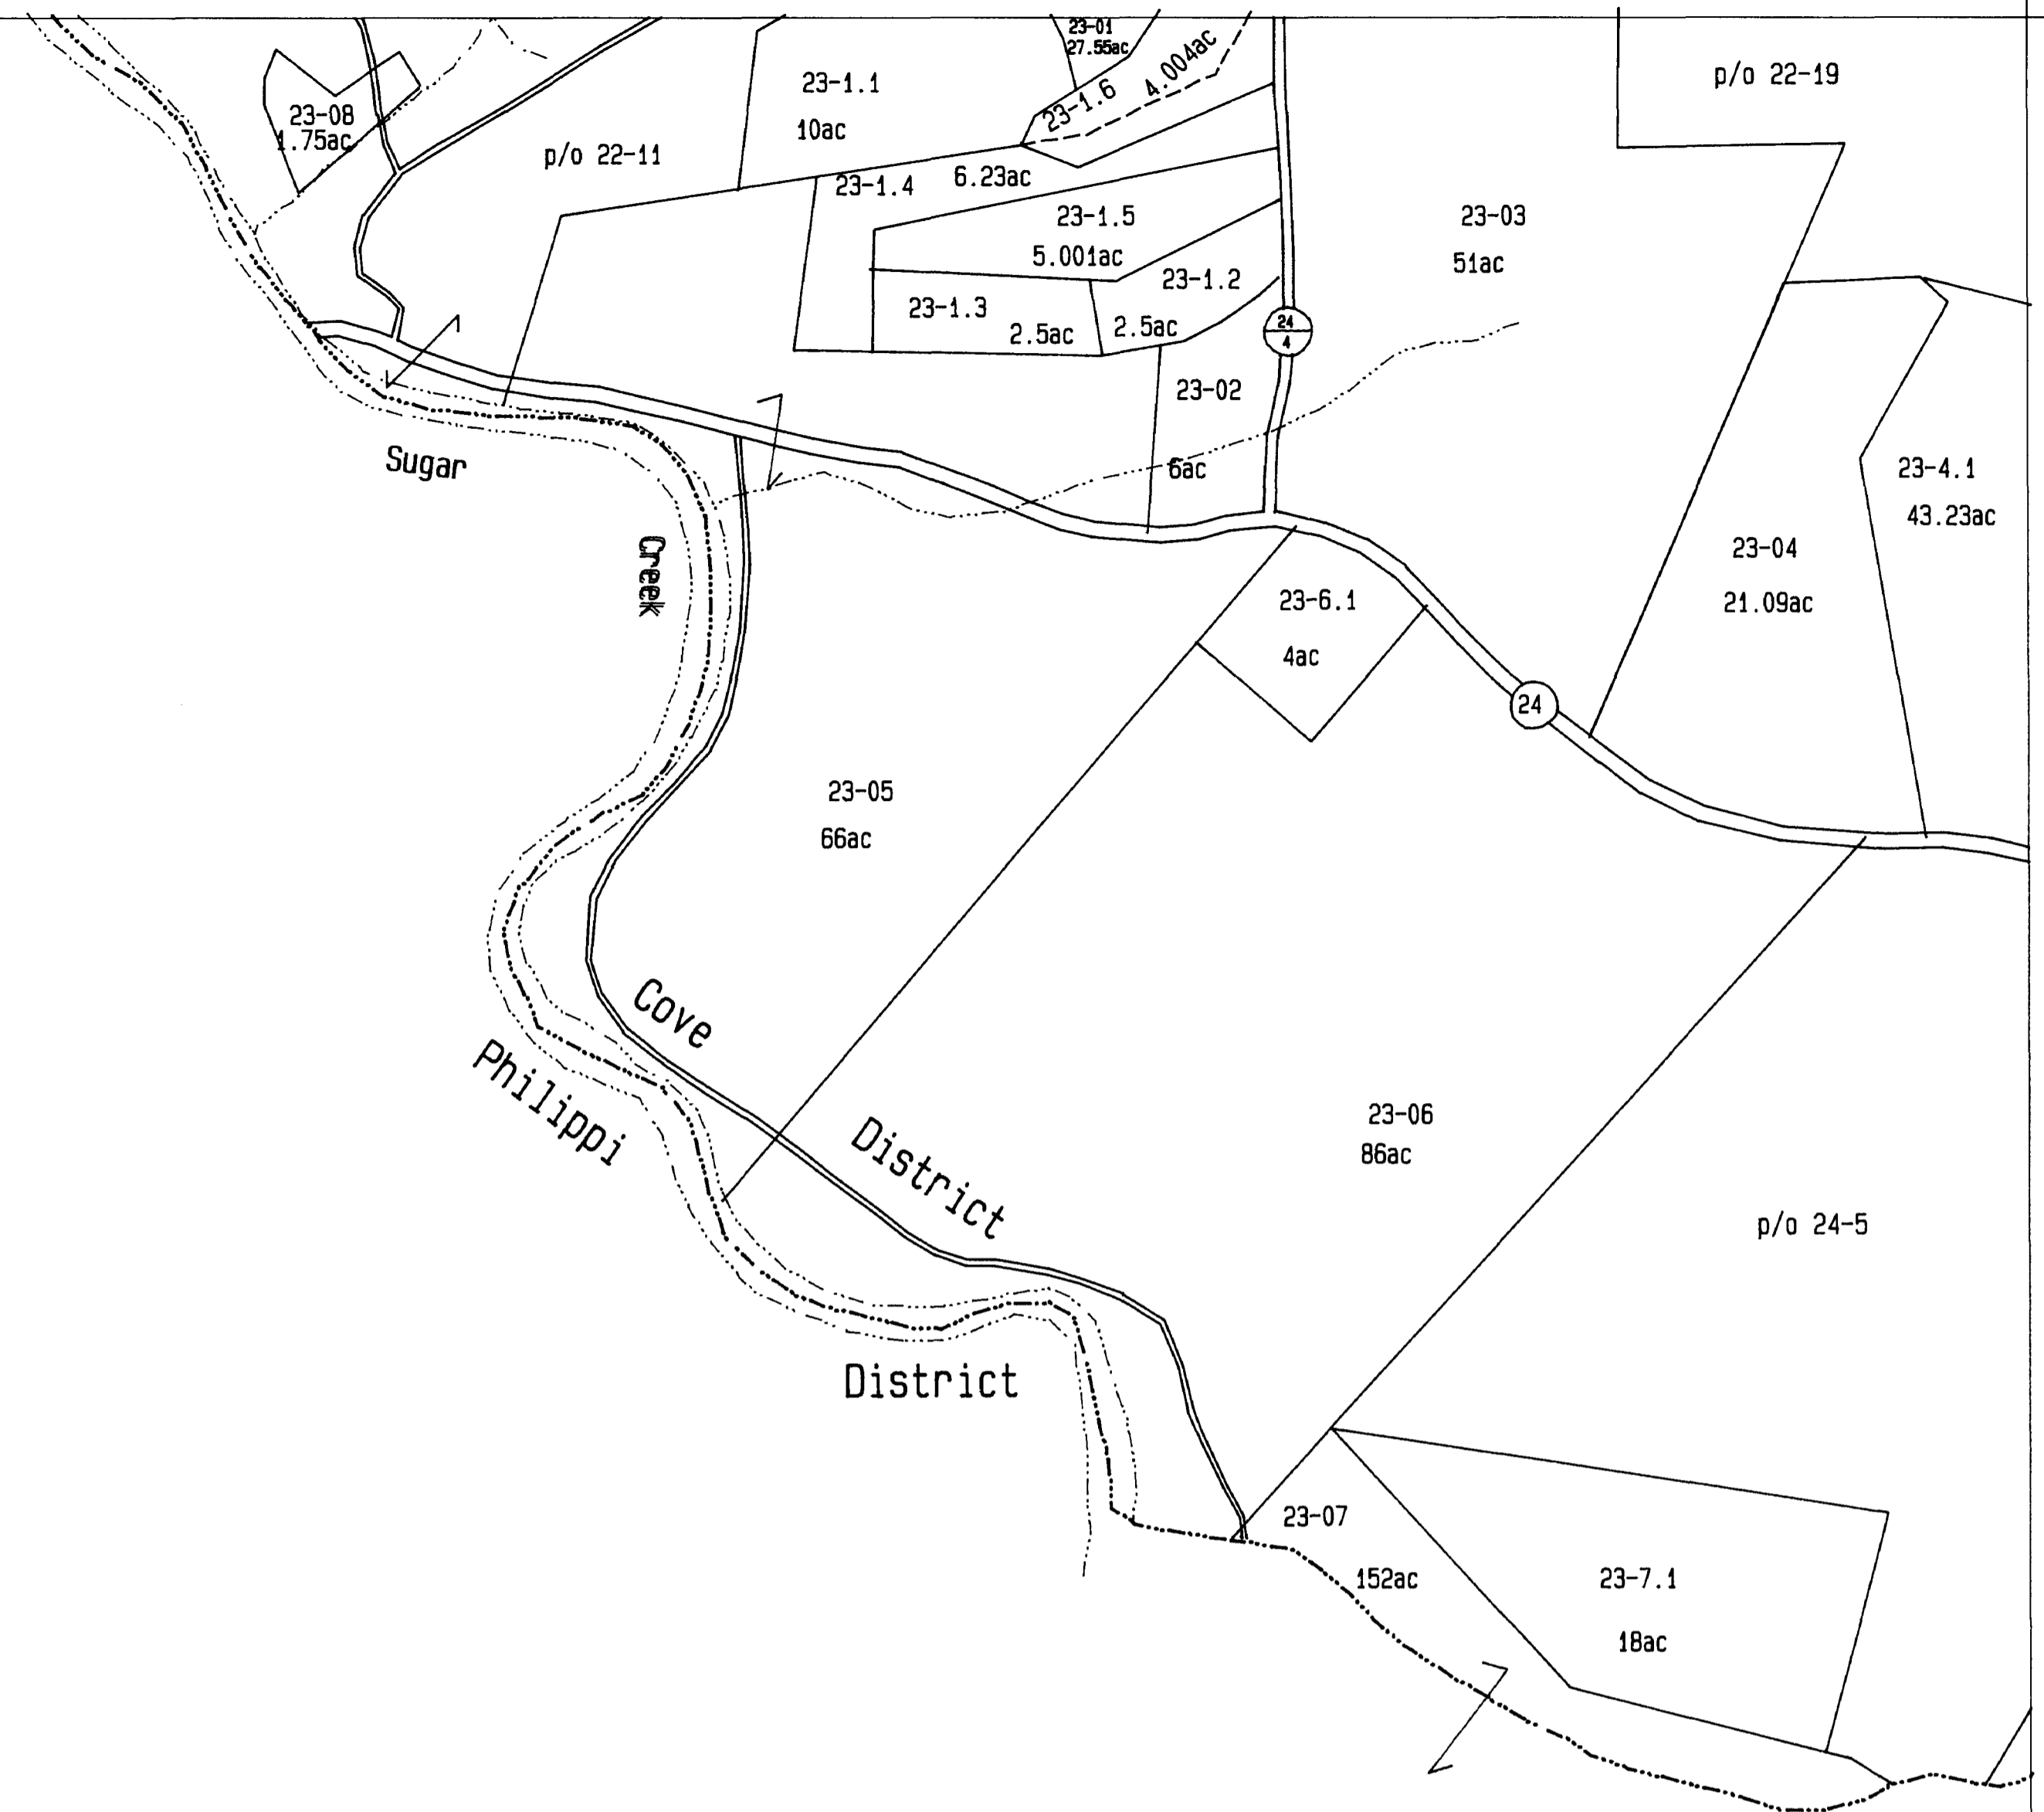 23-01
27.55ac
23-1.6
4.004ac
p/o 22-19
23-1.1
10ac
23-08
1.75ac
p/o 22-11
23-1.4
6.23ac
23-1.5
5.001ac
23-03
51ac
23-1.2
2.5ac
23-1.3
2.5ac
24
4
23-02
6ac
Sugar
Creek
23-4.1
43.23ac
23-04
21.09ac
23-6.1
4ac
24
23-05
66ac
Cove
District
Philippi
District
23-06
86ac
p/o 24-5
23-07
152ac
23-7.1
18ac